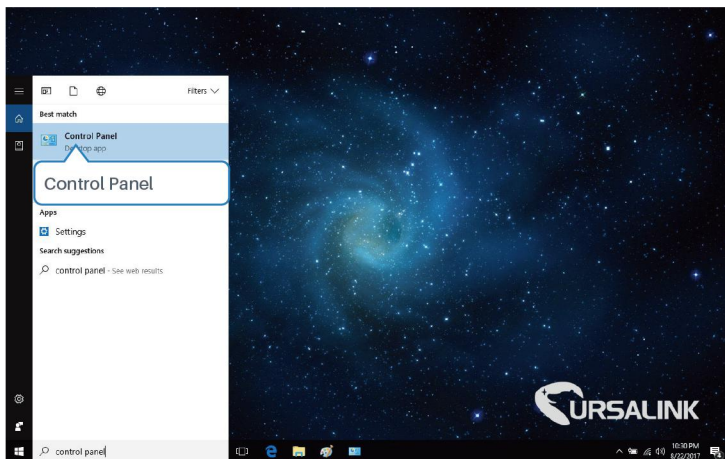 Filters
Best match
Control Panel
Desktop app
Control Panel
Apps
Settings
Search suggestions
control panel - See web results
URSALINK
control panel
10:30 PM
8/22/2017